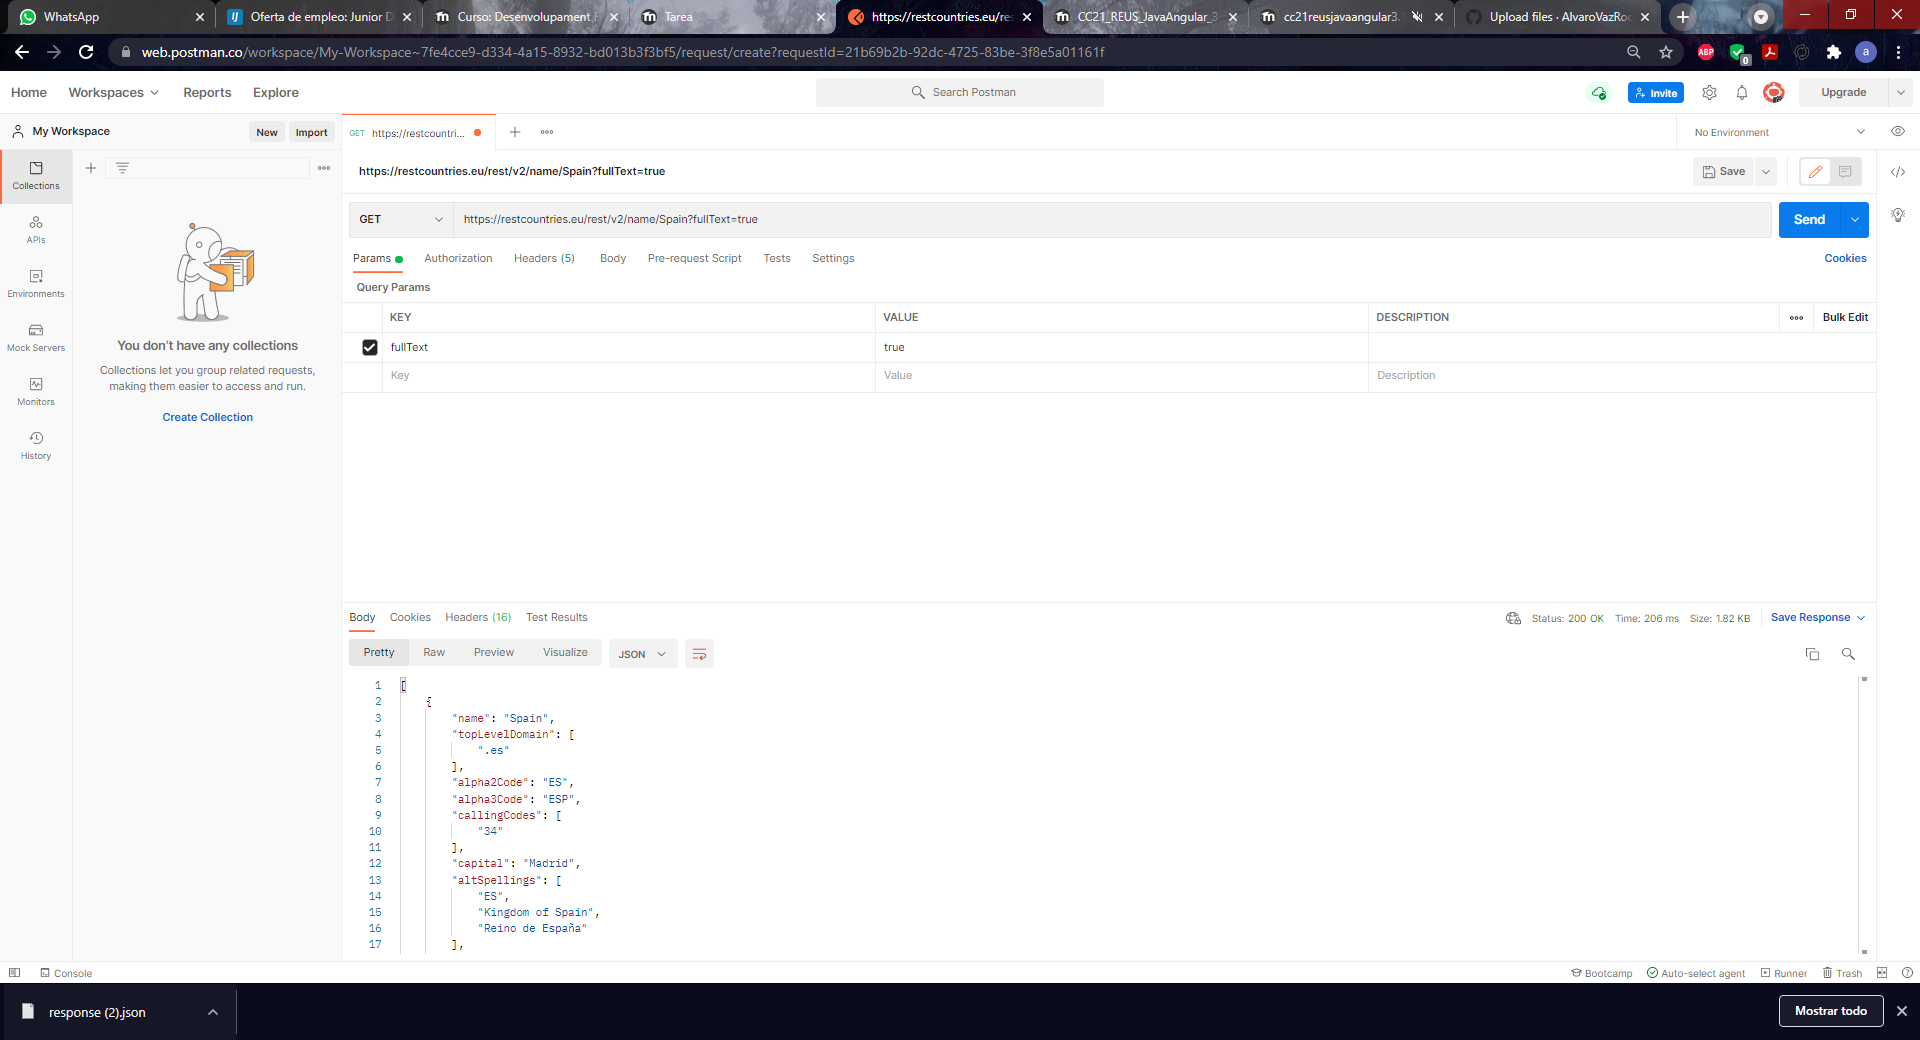 WhatsApp
Oferta de empleo: Junior D
Curso: Desenvolupament F
Tarea
https://restcountries.eu/res
CC21_REUS_JavaAngular_3
cc21reusjavaangular3.
Upload files · AlvaroVazRoc
web.postman.co/workspace/My-Workspace~7fe4cce9-d334-4a15-8932-bd013b3f3bf5/request/create?requestId=21b69b2b-92dc-4725-83be-3f8e5a01161f
ABP
0
a
Home
Workspaces
Reports
Explore
Search Postman
Invite
Upgrade
My Workspace
New
Import
GET https://restcountri...
No Environment
Collections
https://restcountries.eu/rest/v2/name/Spain?fullText=true
Save
APIs
GET
https://restcountries.eu/rest/v2/name/Spain?fullText=true
Send
Params
Authorization
Headers (5)
Body
Pre-request Script
Tests
Settings
Cookies
Environments
Query Params
KEY
VALUE
DESCRIPTION
Bulk Edit
fullText
true
Key
Value
Description
Mock Servers
Monitors
History
You don't have any collections
Collections let you group related requests,
making them easier to access and run.
Create Collection
Body
Cookies
Headers (16)
Test Results
Status: 200 OK
Time: 206 ms
Size: 1.82 KB
Save Response
Pretty
Raw
Preview
Visualize
JSON
1 [
2 {
3 "name": "Spain",
4 "topLevelDomain": [
5 ".es"
6 ],
7 "alpha2Code": "ES",
8 "alpha3Code": "ESP",
9 "callingCodes": [
10 "34"
11 ],
12 "capital": "Madrid",
13 "altSpellings": [
14 "ES",
15 "Kingdom of Spain",
16 "Reino de España"
17 ],
Console
Bootcamp
Auto-select agent
Runner
Trash
response (2).json
Mostrar todo